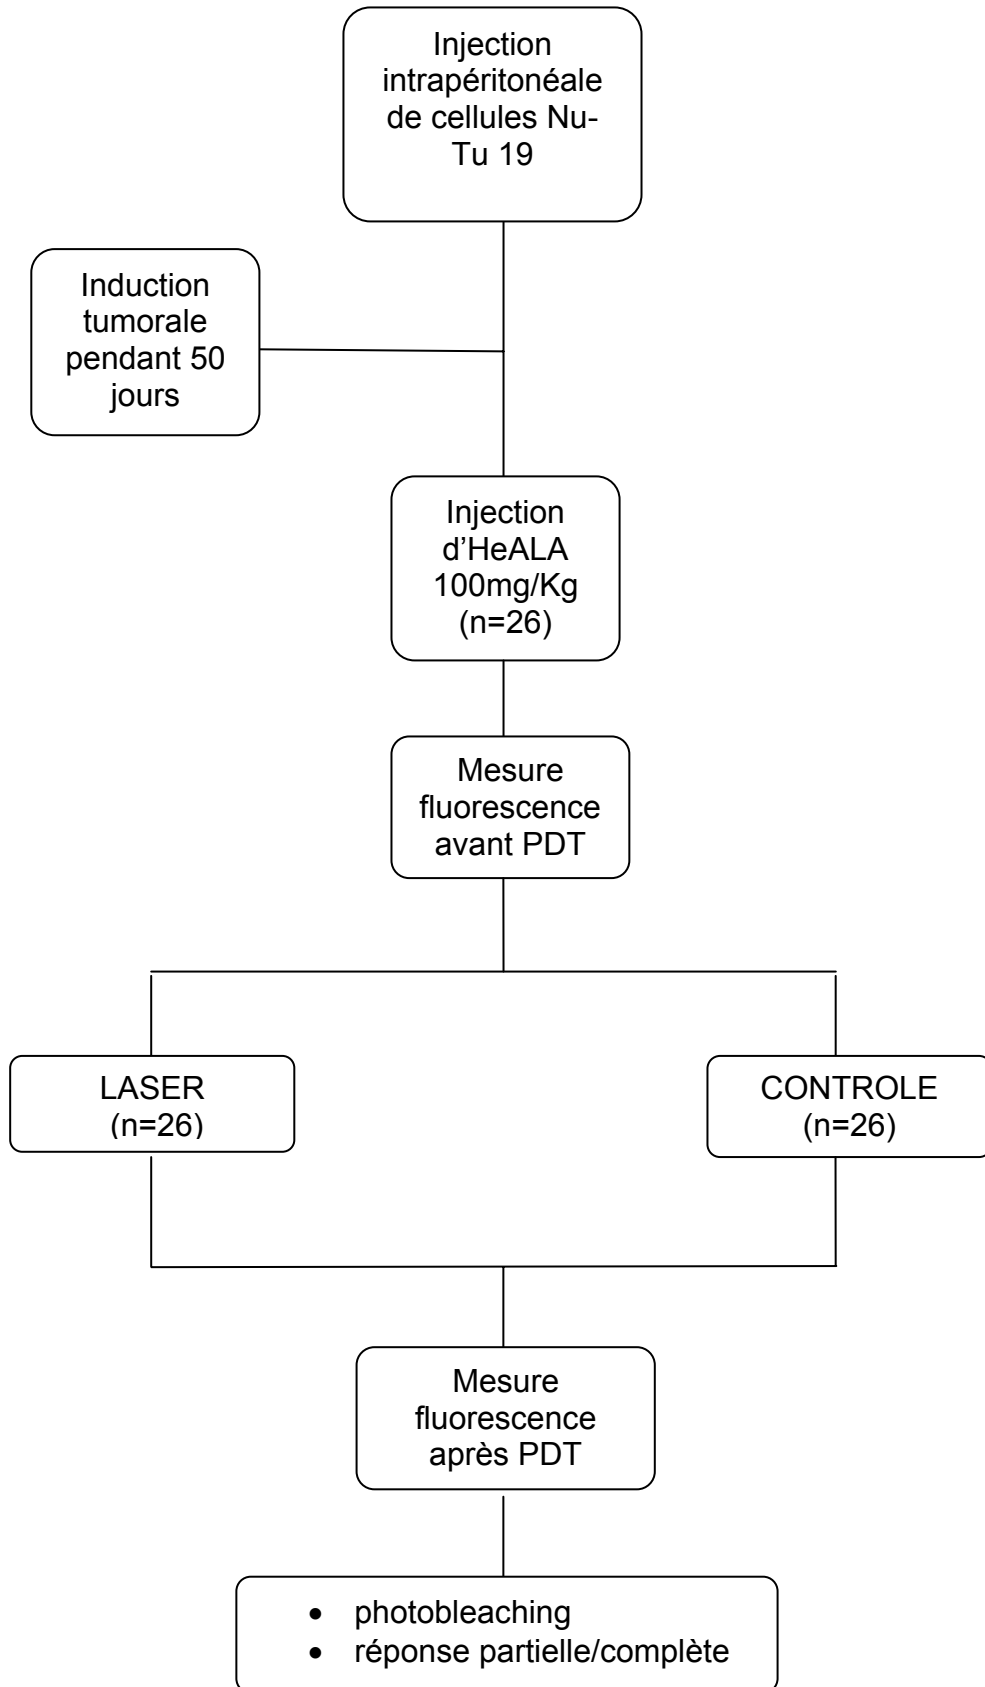 Injection
intrapéritonéale
de cellules Nu-
Tu 19
Induction
tumorale
pendant 50
jours
Injection
d'HeALA
100mg/Kg
(n=26)
Mesure
fluorescence
avant PDT
LASER
(n=26)
CONTROLE
(n=26)
Mesure
fluorescence
après PDT
• photobleaching
• réponse partielle/complète